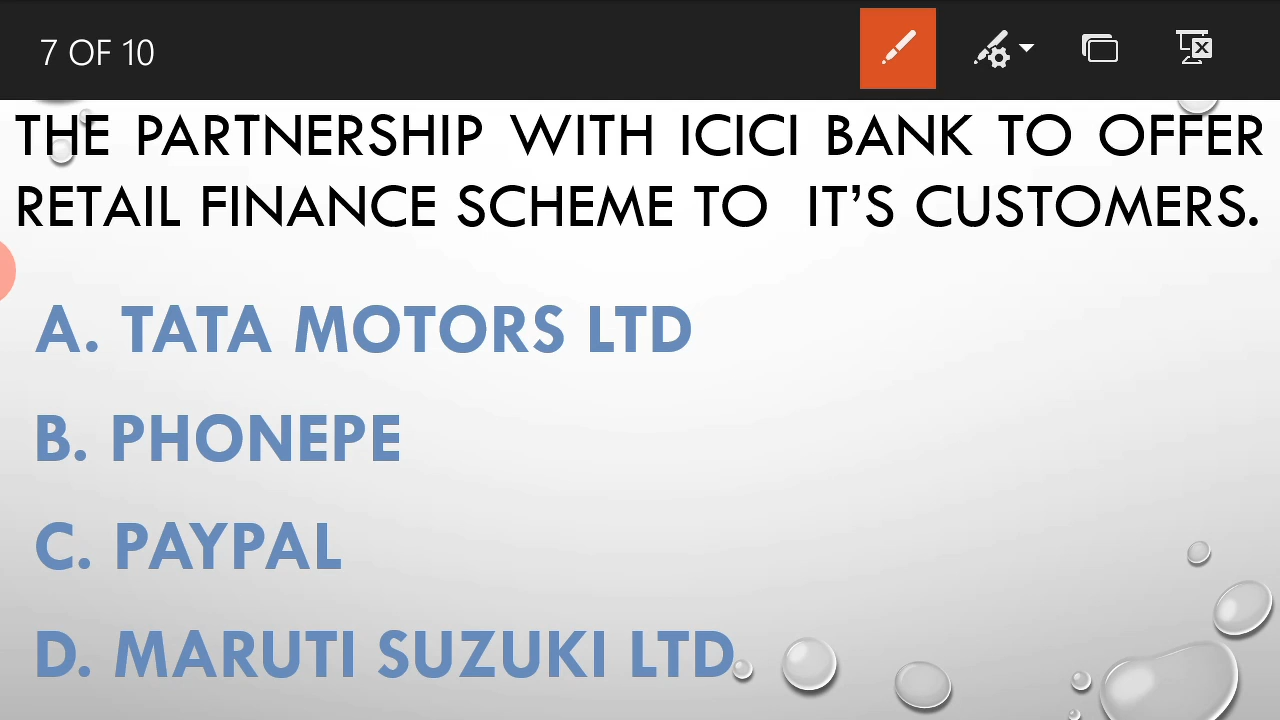 7 OF 10
THE PARTNERSHIP WITH ICICI BANK TO OFFER
RETAIL FINANCE SCHEME TO IT’S CUSTOMERS.
A. TATA MOTORS LTD
B. PHONEPE
C. PAYPAL
D. MARUTI SUZUKI LTD